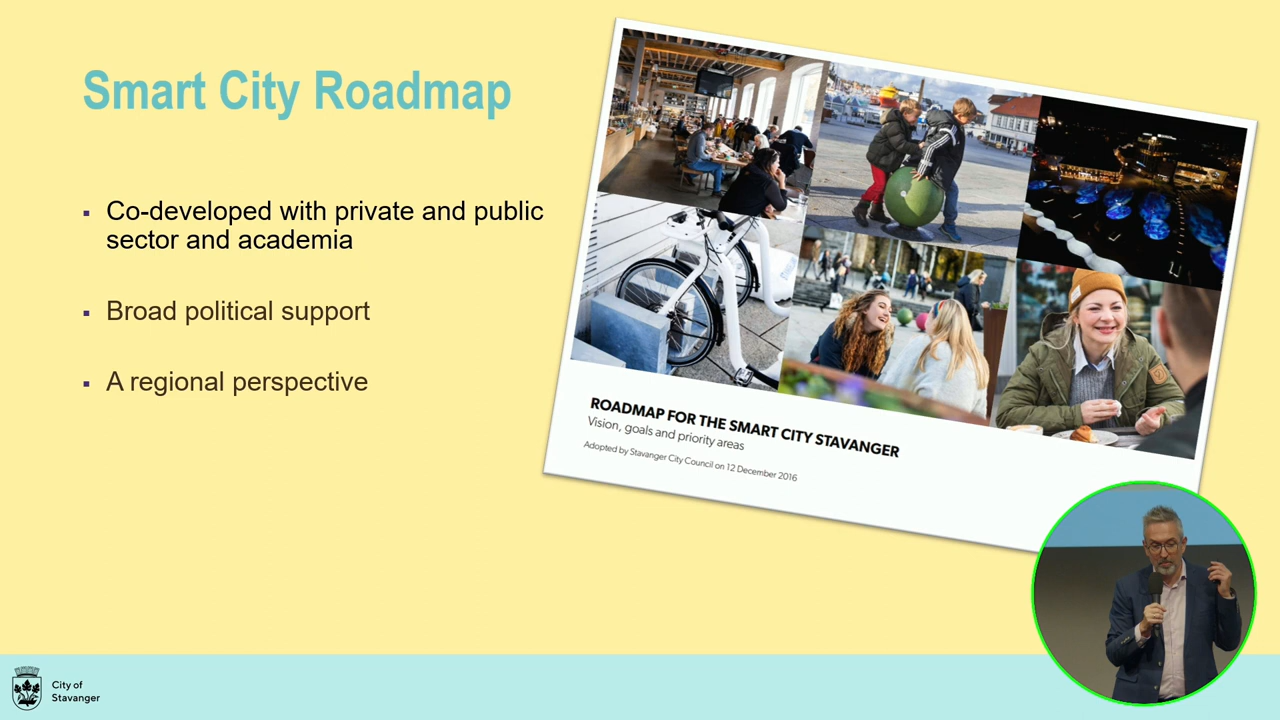 Smart City Roadmap
Co-developed with private and public
sector and academia
Broad political support
A regional perspective
ROADMAP FOR THE SMART CITY STAVANGER
Vision, goals and priority areas
Adopted by Stavanger City Council on 12 December 2016
City of
Stavanger